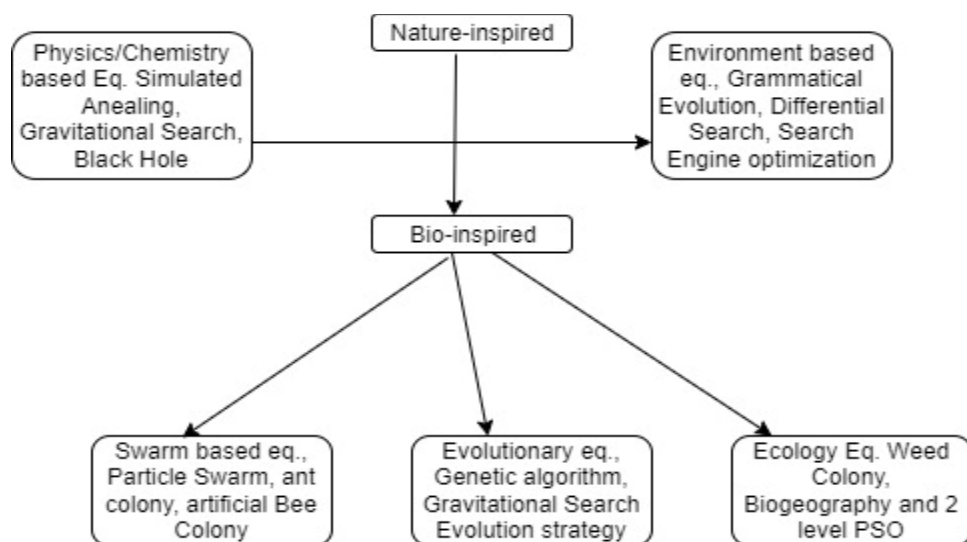 Nature-inspired
Physics/Chemistry
based Eq. Simulated
Anealing,
Gravitational Search,
Black Hole
Environment based
eq., Grammatical
Evolution, Differential
Search, Search
Engine optimization
Bio-inspired
Swarm based eq.,
Particle Swarm, ant
colony, artificial Bee
Colony
Evolutionary eq.,
Genetic algorithm,
Gravitational Search
Evolution strategy
Ecology Eq. Weed
Colony,
Biogeography and 2
level PSO